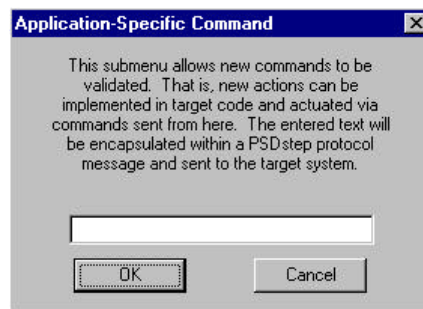 Application-Specific Command
This submenu allows new commands to be
validated. That is, new actions can be
implemented in target code and actuated via
commands sent from here. The entered text will
be encapsulated within a PSDstep protocol
message and sent to the target system.
OK Cancel